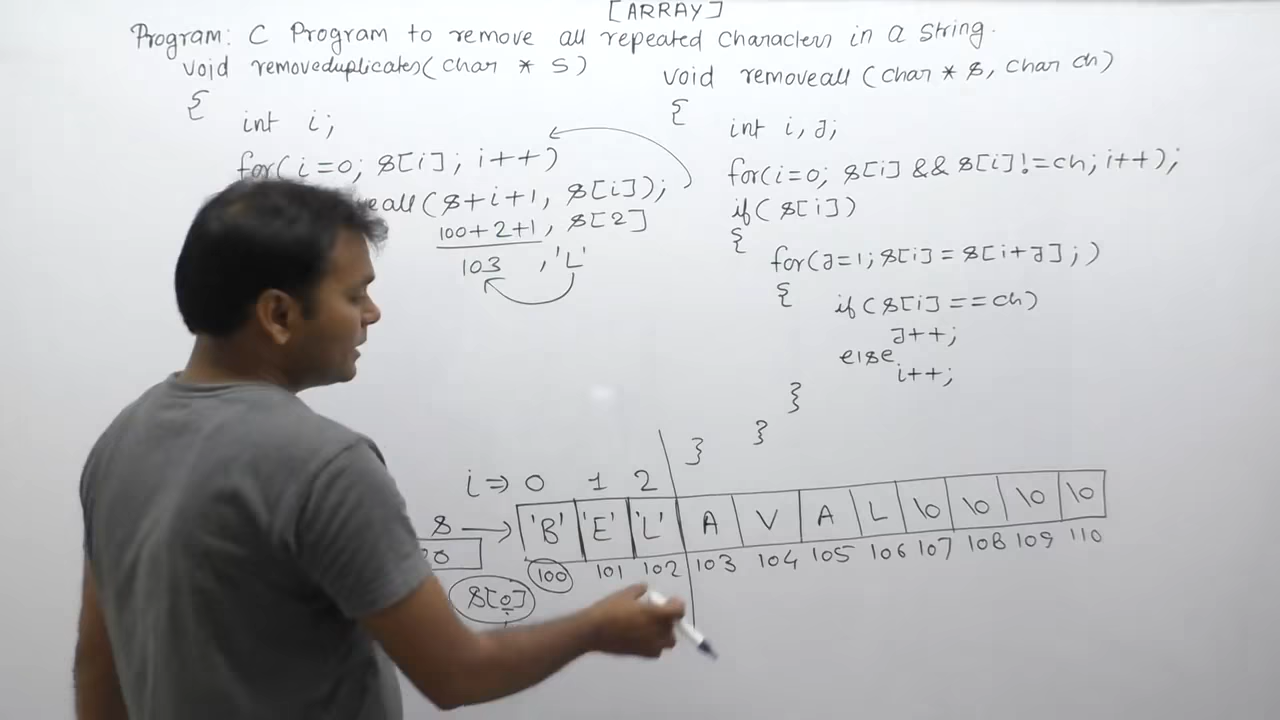 [ARRAY]
Program: C Program to remove all repeated characters in a string.
void removeduplicates(char * s)
{
int i;
for(i=0; s[i]; i++)
eall(s+i+1, s[i]);
100+2+1, s[2]
103 , 'L'
void removeall (char * s, char ch)
{
int i, J;
for(i=0; s[i] && s[i]!=ch; i++);
if( s[i])
{
for(J=1; s[i] = s[i+J]; )
{
if(s[i]==ch)
J++;
else
i++;
}
}
}
i⇒ 0 1 2
s → 'B' 'E' 'L' A V A L \0 \0 \0 \0
100 101 102 103 104 105 106 107 108 109 110
s[0]